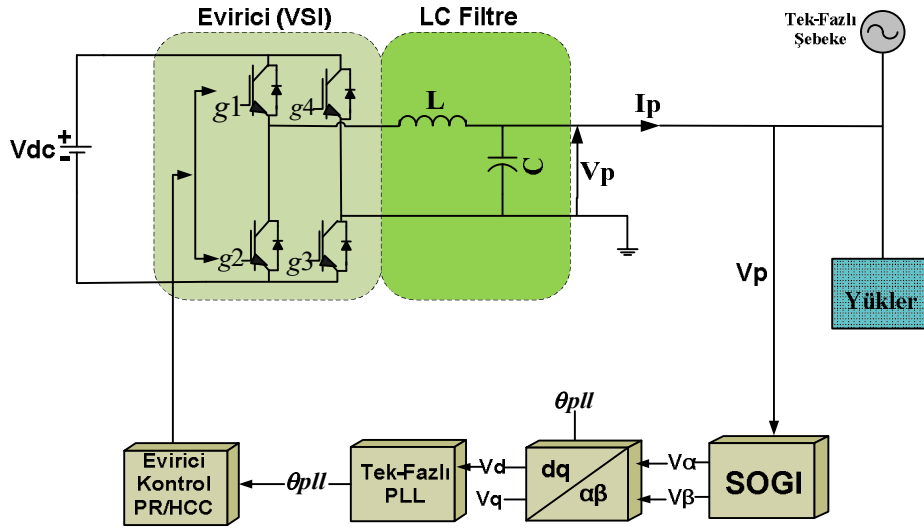 Evirici (VSI)
LC Filtre
Tek-Fazlı
Şebeke
g1
g4
L
Ip
Vdc
+
-
C
Vp
g2
g3
Vp
Yükler
θpll
Evirici
Kontrol
PR/HCC
θpll
Tek-Fazlı
PLL
Vd
Vq
dq
αβ
Vα
Vβ
SOGI